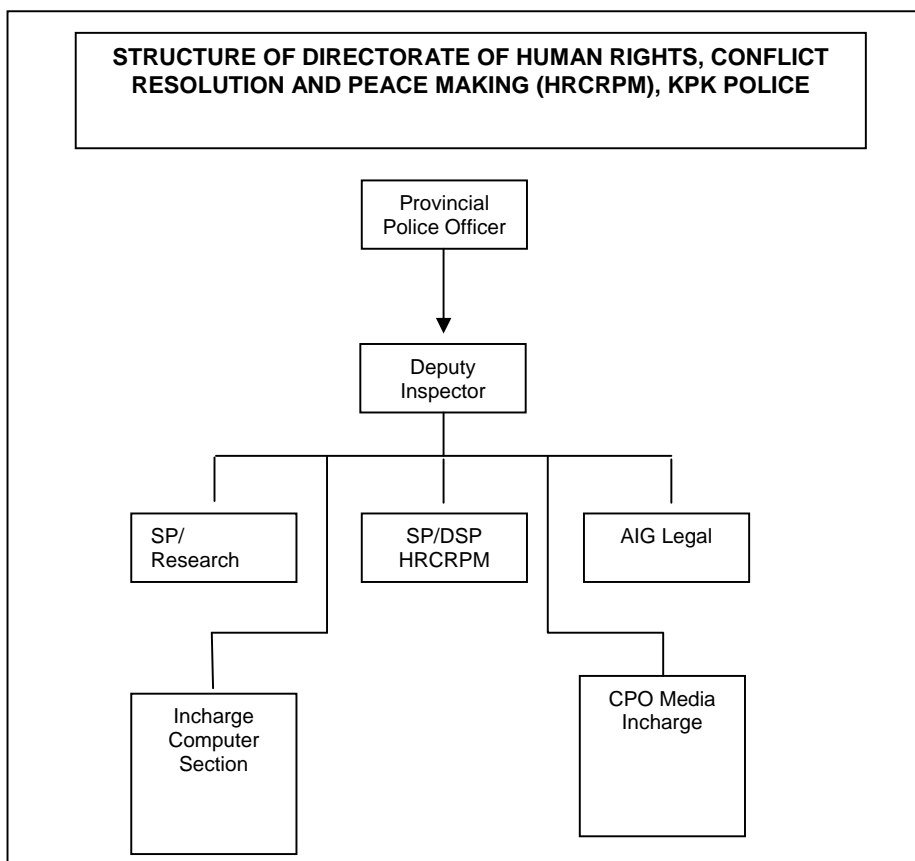 STRUCTURE OF DIRECTORATE OF HUMAN RIGHTS, CONFLICT
RESOLUTION AND PEACE MAKING (HRCRPM), KPK POLICE
Provincial
Police Officer
Deputy
Inspector
SP/
Research
SP/DSP
HRCRPM
AIG Legal
Incharge
Computer
Section
CPO Media
Incharge